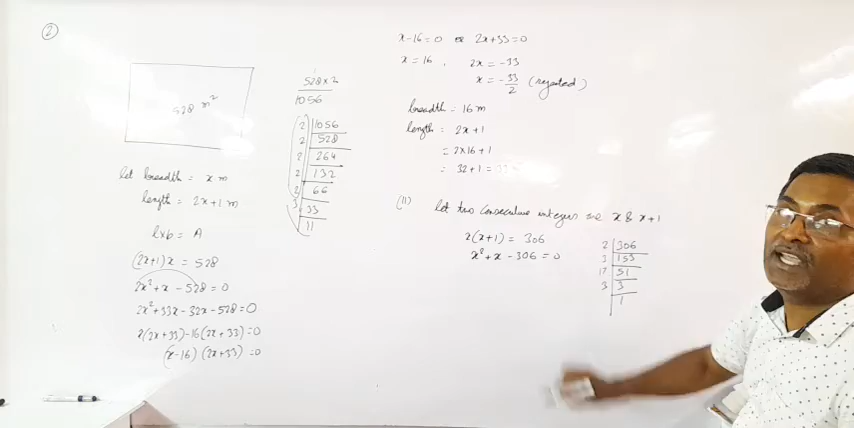 2
528 m²
let breadth = x m
length = 2x+1 m
l×b = A
(2x+1)x = 528
2x²+x-528=0
2x²+33x-32x-528=0
x(2x+33)-16(2x+33)=0
(x-16)(2x+33)=0
528×2
1056
2 1056
2 528
2 264
2 132
2 66
3 33
11
x-16=0 or 2x+33=0
x=16, 2x=-33
x=-33/2 (rejected)
breadth = 16 m
length = 2x+1
= 2×16+1
= 32+1 = 33
(ii) let two consecutive integers are x & x+1
x(x+1) = 306
x²+x-306=0
2 306
3 153
17 51
3 3
1